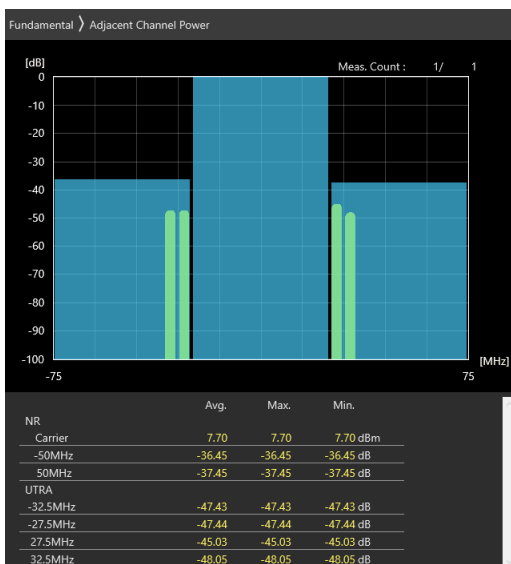 Fundamental 〉 Adjacent Channel Power
[dB] Meas. Count : 1/ 1
0
-10
-20
-30
-40
-50
-60
-70
-80
-90
-100 [MHz]
-75 75
Avg. Max. Min.
NR
Carrier 7.70 7.70 7.70 dBm
-50MHz -36.45 -36.45 -36.45 dB
50MHz -37.45 -37.45 -37.45 dB
UTRA
-32.5MHz -47.43 -47.43 -47.43 dB
-27.5MHz -47.44 -47.44 -47.44 dB
27.5MHz -45.03 -45.03 -45.03 dB
32.5MHz -48.05 -48.05 -48.05 dB